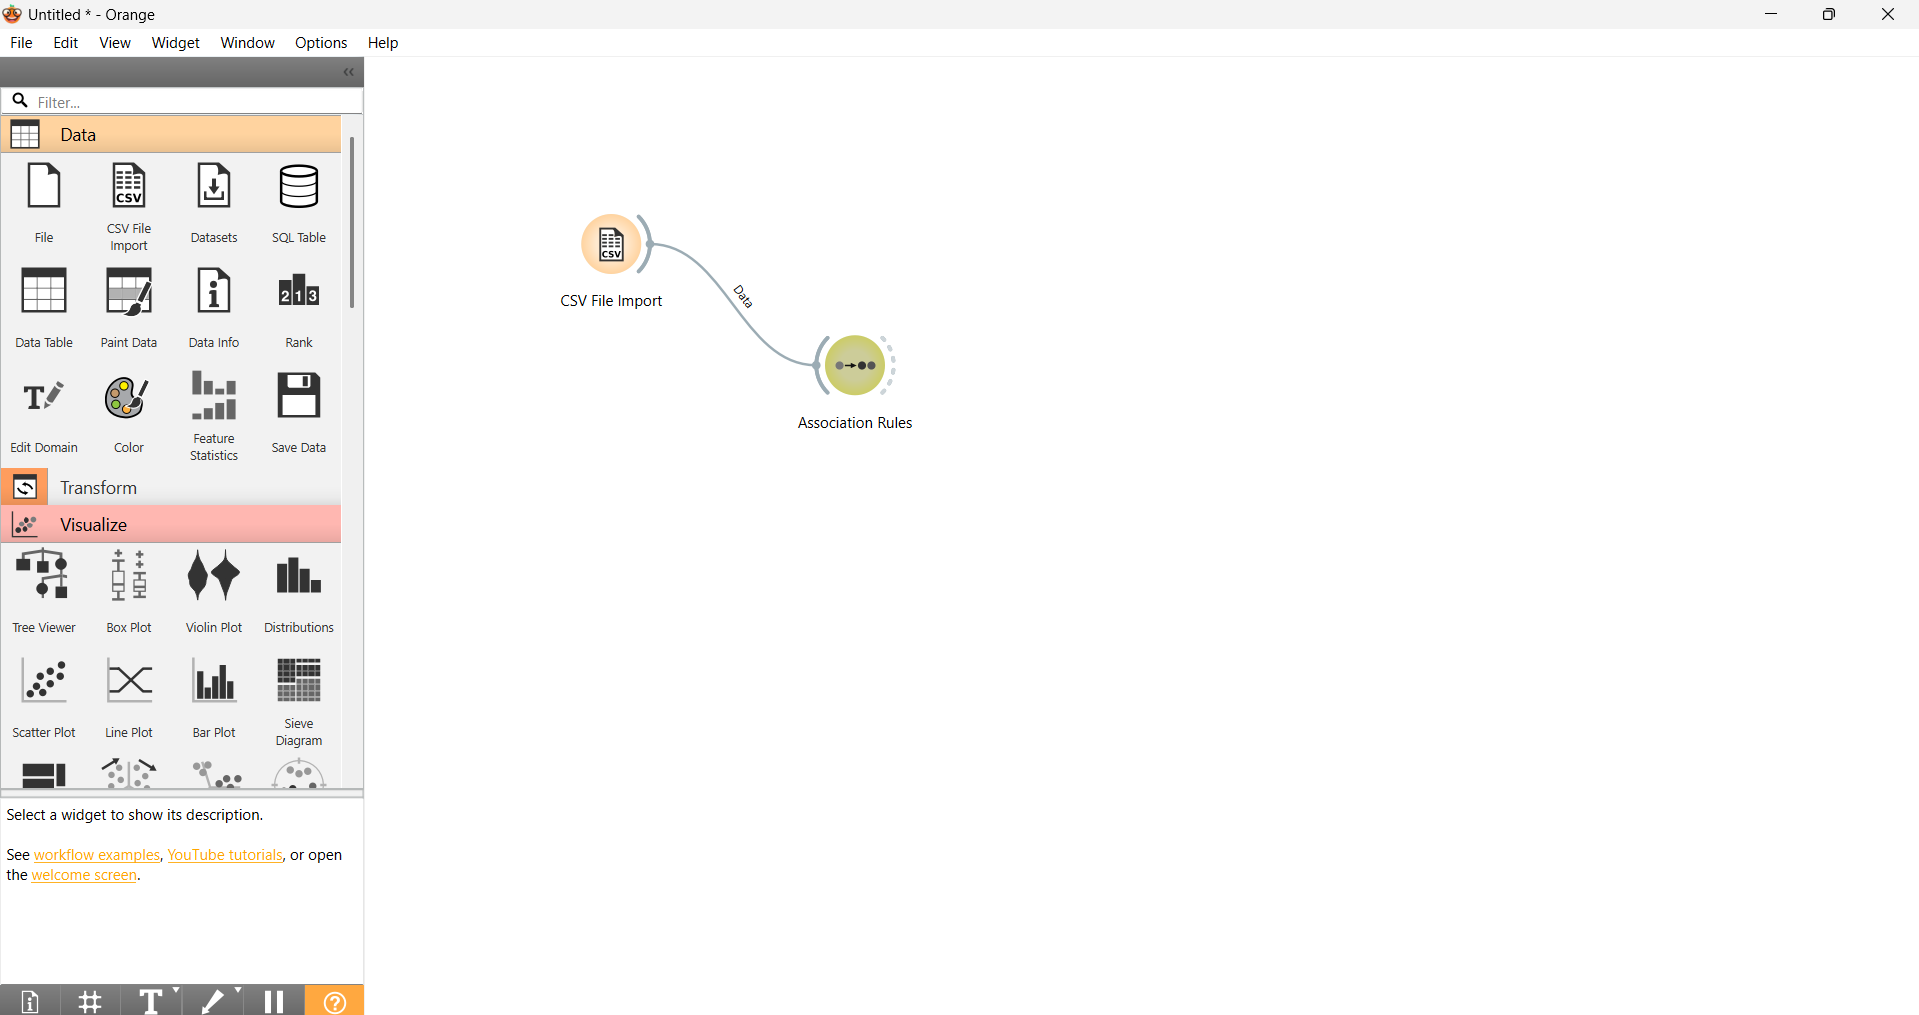 Untitled * - Orange
File Edit View Widget Window Options Help
Filter...
Data
File
CSV File
Import
Datasets
SQL Table
Data Table
Paint Data
Data Info
Rank
Edit Domain
Color
Feature
Statistics
Save Data
Transform
Visualize
Tree Viewer
Box Plot
Violin Plot
Distributions
Scatter Plot
Line Plot
Bar Plot
Sieve
Diagram
Select a widget to show its description.
See workflow examples, YouTube tutorials, or open
the welcome screen.
CSV
CSV File Import
Data
Association Rules
CSV
213
T
T
?